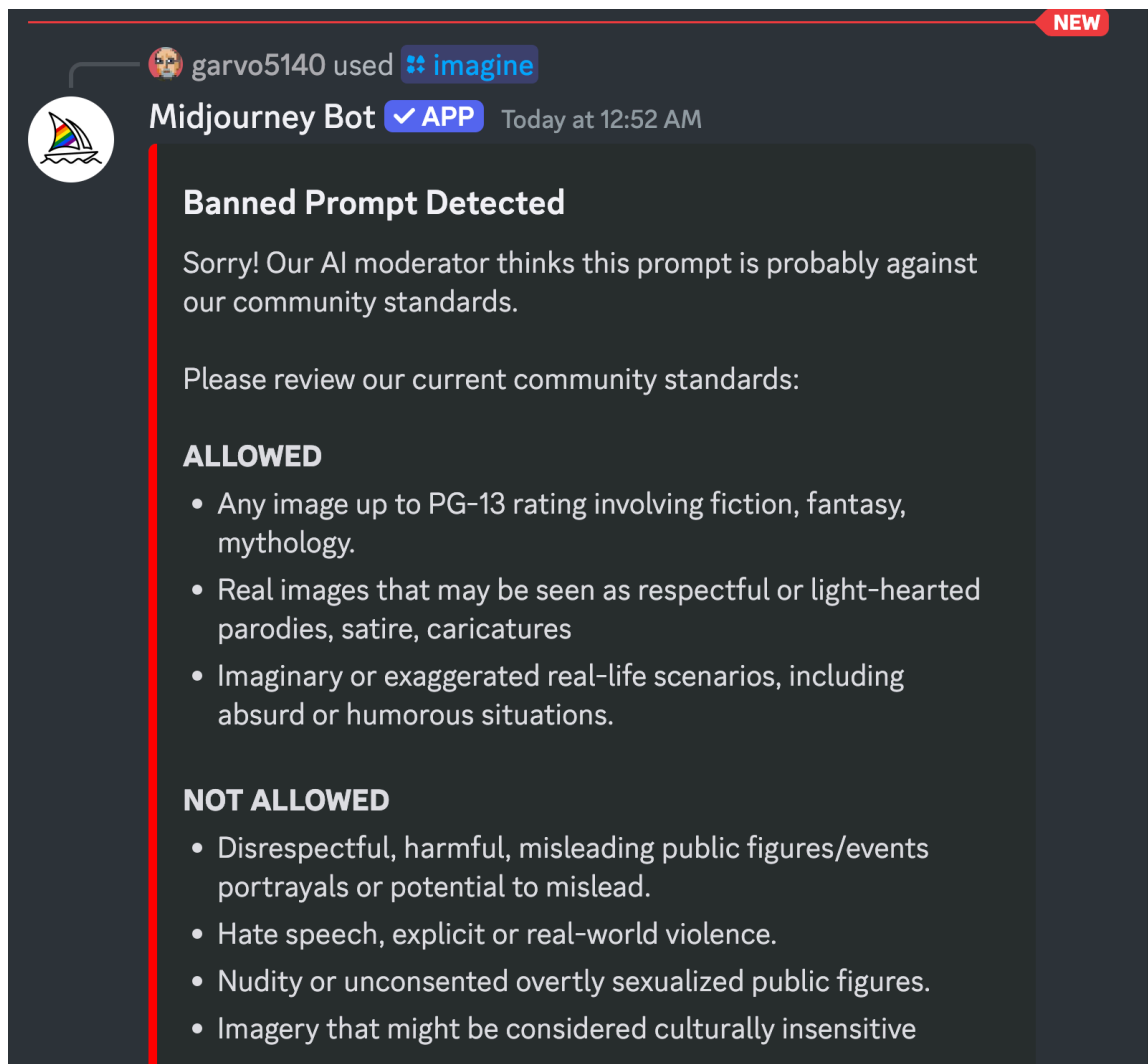 NEW
garvo5140 used imagine
Midjourney Bot ✓ APP Today at 12:52 AM
Banned Prompt Detected
Sorry! Our AI moderator thinks this prompt is probably against
our community standards.
Please review our current community standards:
ALLOWED
• Any image up to PG-13 rating involving fiction, fantasy,
mythology.
• Real images that may be seen as respectful or light-hearted
parodies, satire, caricatures
• Imaginary or exaggerated real-life scenarios, including
absurd or humorous situations.
NOT ALLOWED
• Disrespectful, harmful, misleading public figures/events
portrayals or potential to mislead.
• Hate speech, explicit or real-world violence.
• Nudity or unconsented overtly sexualized public figures.
• Imagery that might be considered culturally insensitive